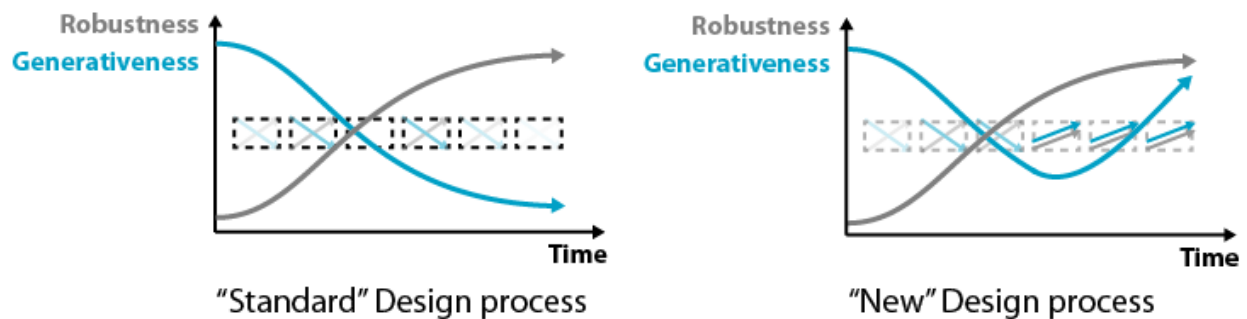 Robustness
Generativeness
Time
"Standard" Design process
Robustness
Generativeness
Time
"New" Design process